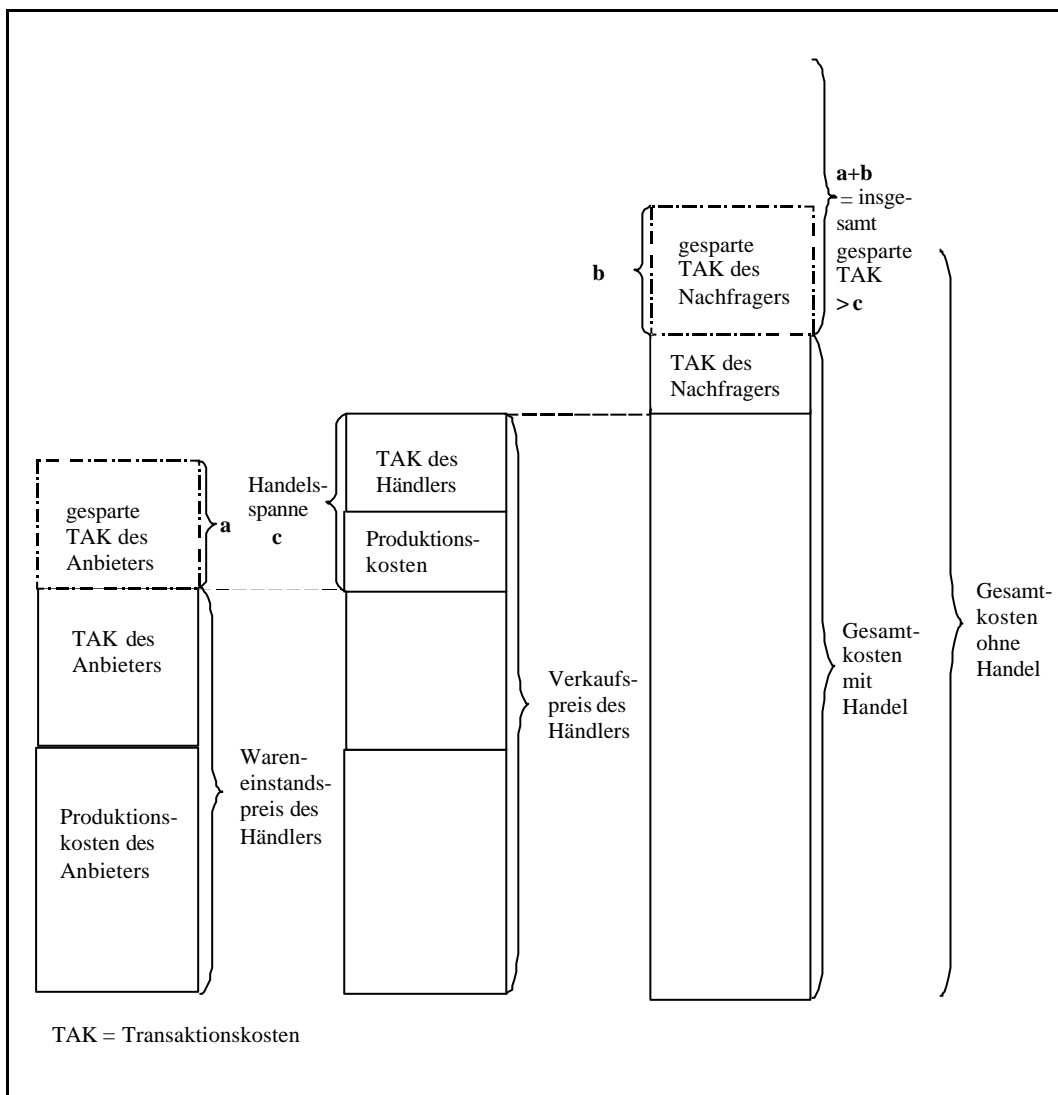 gesparte
TAK des
Anbieters
a
TAK des
Anbieters
Produktions-
kosten des
Anbieters
Waren-
einstands-
preis des
Händlers
Handels-
spanne
c
TAK des
Händlers
Produktions-
kosten
Verkaufs-
preis des
Händlers
b
gesparte
TAK des
Nachfragers
TAK des
Nachfragers
a+b
= insge-
samt
gesparte
TAK
> c
Gesamt-
kosten
mit
Handel
Gesamt-
kosten
ohne
Handel
TAK = Transaktionskosten